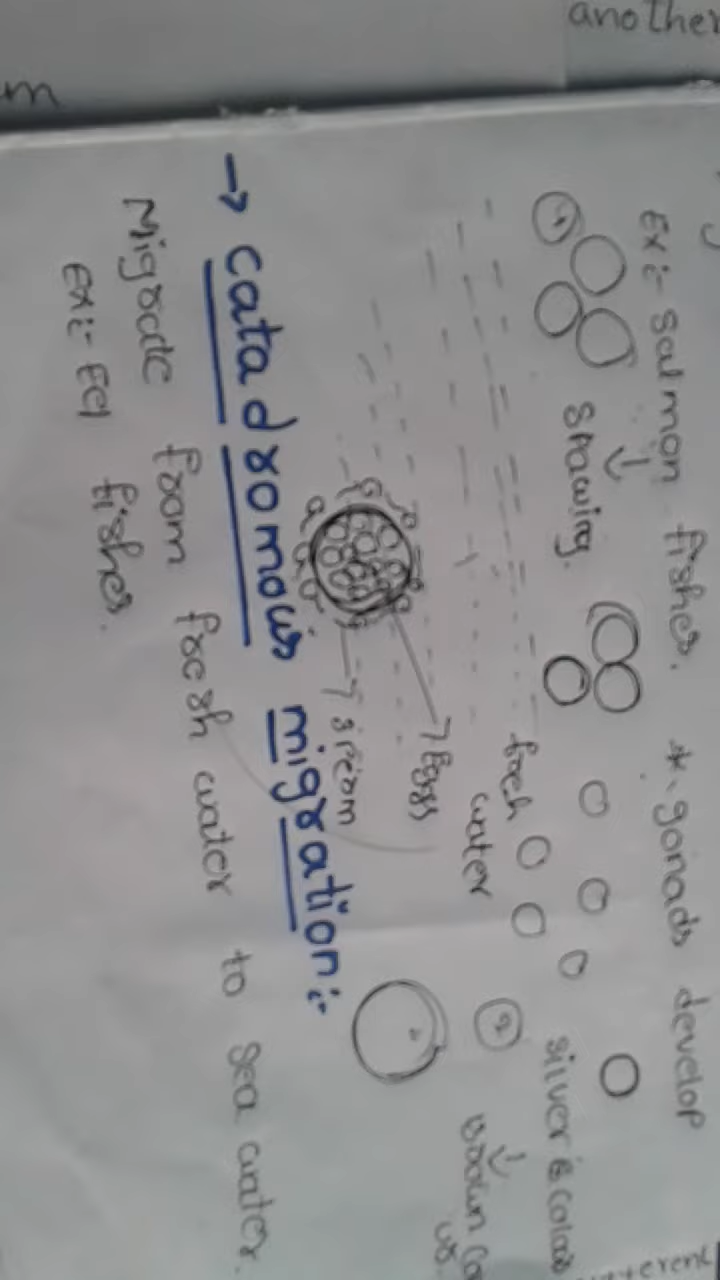 another
m
Ex:- Salmon fishes. * gonads develop
↓
Spawing.
silver & colour
fresh
water
↓
Brown
→ Eggs
→ sperm
→ Catadromous migration:-
Migrate from fresh water to sea water.
Ex:- Eel fishes.